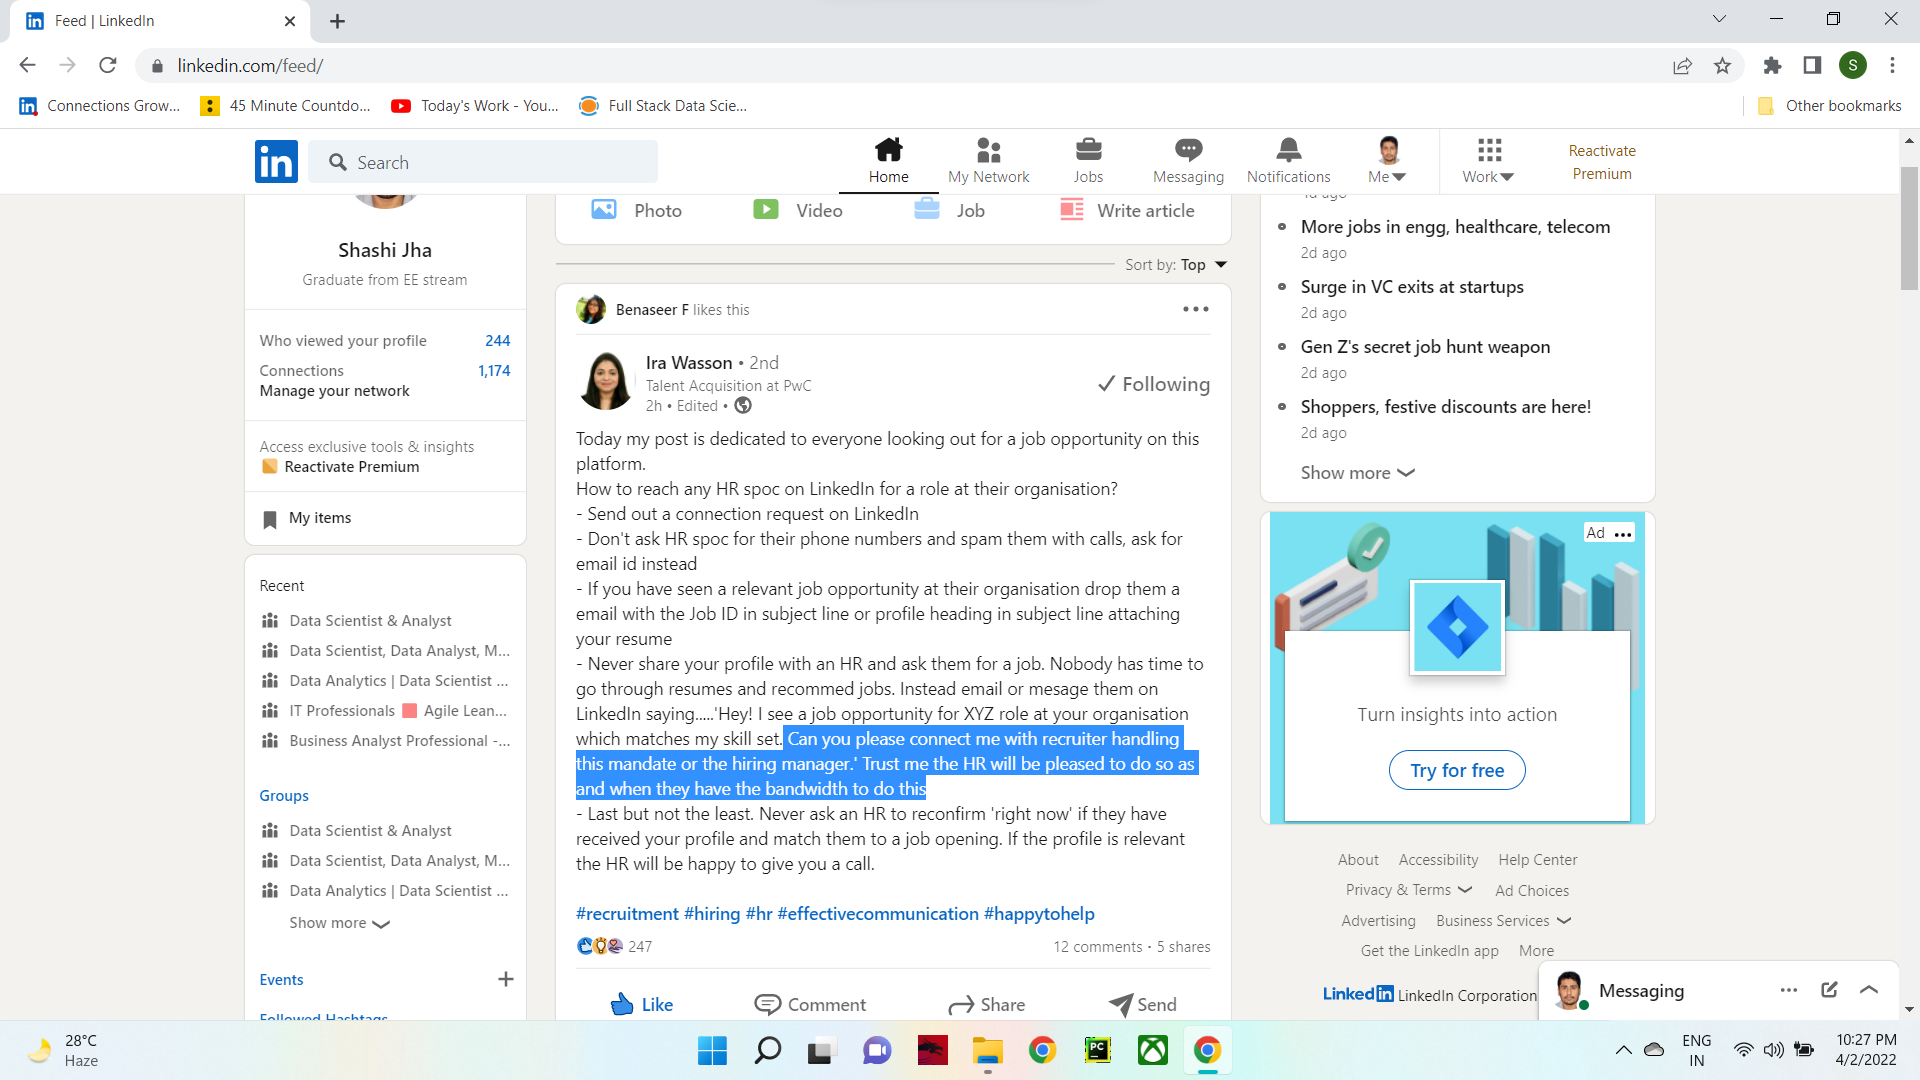 Feed | LinkedIn
linkedin.com/feed/
S
Connections Grow...
45 Minute Countdo...
Today's Work - You...
Full Stack Data Scie...
Other bookmarks
in
Search
Home
My Network
Jobs
Messaging
Notifications
Me
Work
Reactivate
Premium
Shashi Jha
Graduate from EE stream
Who viewed your profile 244
Connections 1,174
Manage your network
Access exclusive tools & insights
Reactivate Premium
My items
Recent
Data Scientist & Analyst
Data Scientist, Data Analyst, M...
Data Analytics | Data Scientist ...
IT Professionals Agile Lean...
Business Analyst Professional -...
Groups
Data Scientist & Analyst
Data Scientist, Data Analyst, M...
Data Analytics | Data Scientist ...
Show more
Events
Followed Hashtags
Photo
Video
Job
Write article
Sort by: Top
Benaseer F likes this
Ira Wasson • 2nd
Talent Acquisition at PwC
2h • Edited •
Following
Today my post is dedicated to everyone looking out for a job opportunity on this
platform.
How to reach any HR spoc on LinkedIn for a role at their organisation?
- Send out a connection request on LinkedIn
- Don't ask HR spoc for their phone numbers and spam them with calls, ask for
email id instead
- If you have seen a relevant job opportunity at their organisation drop them a
email with the Job ID in subject line or profile heading in subject line attaching
your resume
- Never share your profile with an HR and ask them for a job. Nobody has time to
go through resumes and recommed jobs. Instead email or mesage them on
LinkedIn saying.....'Hey! I see a job opportunity for XYZ role at your organisation
which matches my skill set. Can you please connect me with recruiter handling
this mandate or the hiring manager.' Trust me the HR will be pleased to do so as
and when they have the bandwidth to do this
- Last but not the least. Never ask an HR to reconfirm 'right now' if they have
received your profile and match them to a job opening. If the profile is relevant
the HR will be happy to give you a call.
#recruitment #hiring #hr #effectivecommunication #happytohelp
247
12 comments • 5 shares
Like
Comment
Share
Send
1d ago
More jobs in engg, healthcare, telecom
2d ago
Surge in VC exits at startups
2d ago
Gen Z's secret job hunt weapon
2d ago
Shoppers, festive discounts are here!
2d ago
Show more
Ad
Turn insights into action
Try for free
About Accessibility Help Center
Privacy & Terms Ad Choices
Advertising Business Services
Get the LinkedIn app More
LinkedIn LinkedIn Corporation
Messaging
28°C
Haze
PC
ENG
IN
10:27 PM
4/2/2022